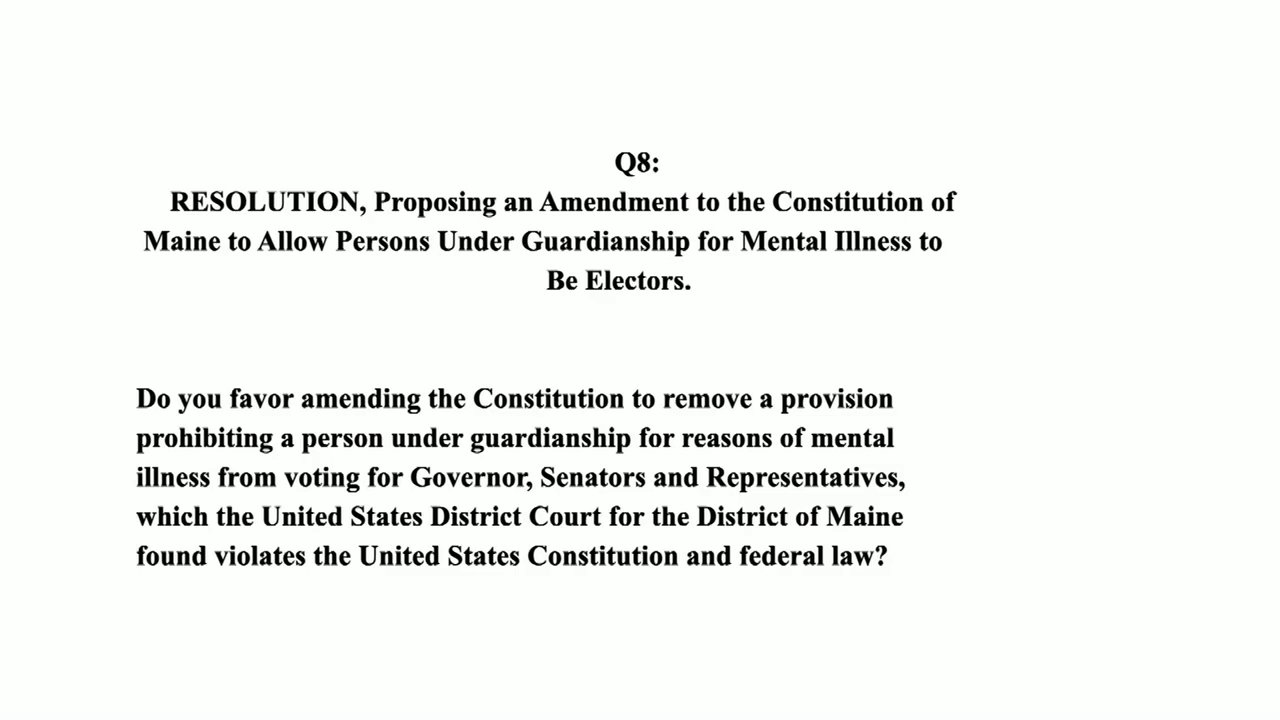 Q8:
RESOLUTION, Proposing an Amendment to the Constitution of
Maine to Allow Persons Under Guardianship for Mental Illness to
Be Electors.
Do you favor amending the Constitution to remove a provision
prohibiting a person under guardianship for reasons of mental
illness from voting for Governor, Senators and Representatives,
which the United States District Court for the District of Maine
found violates the United States Constitution and federal law?